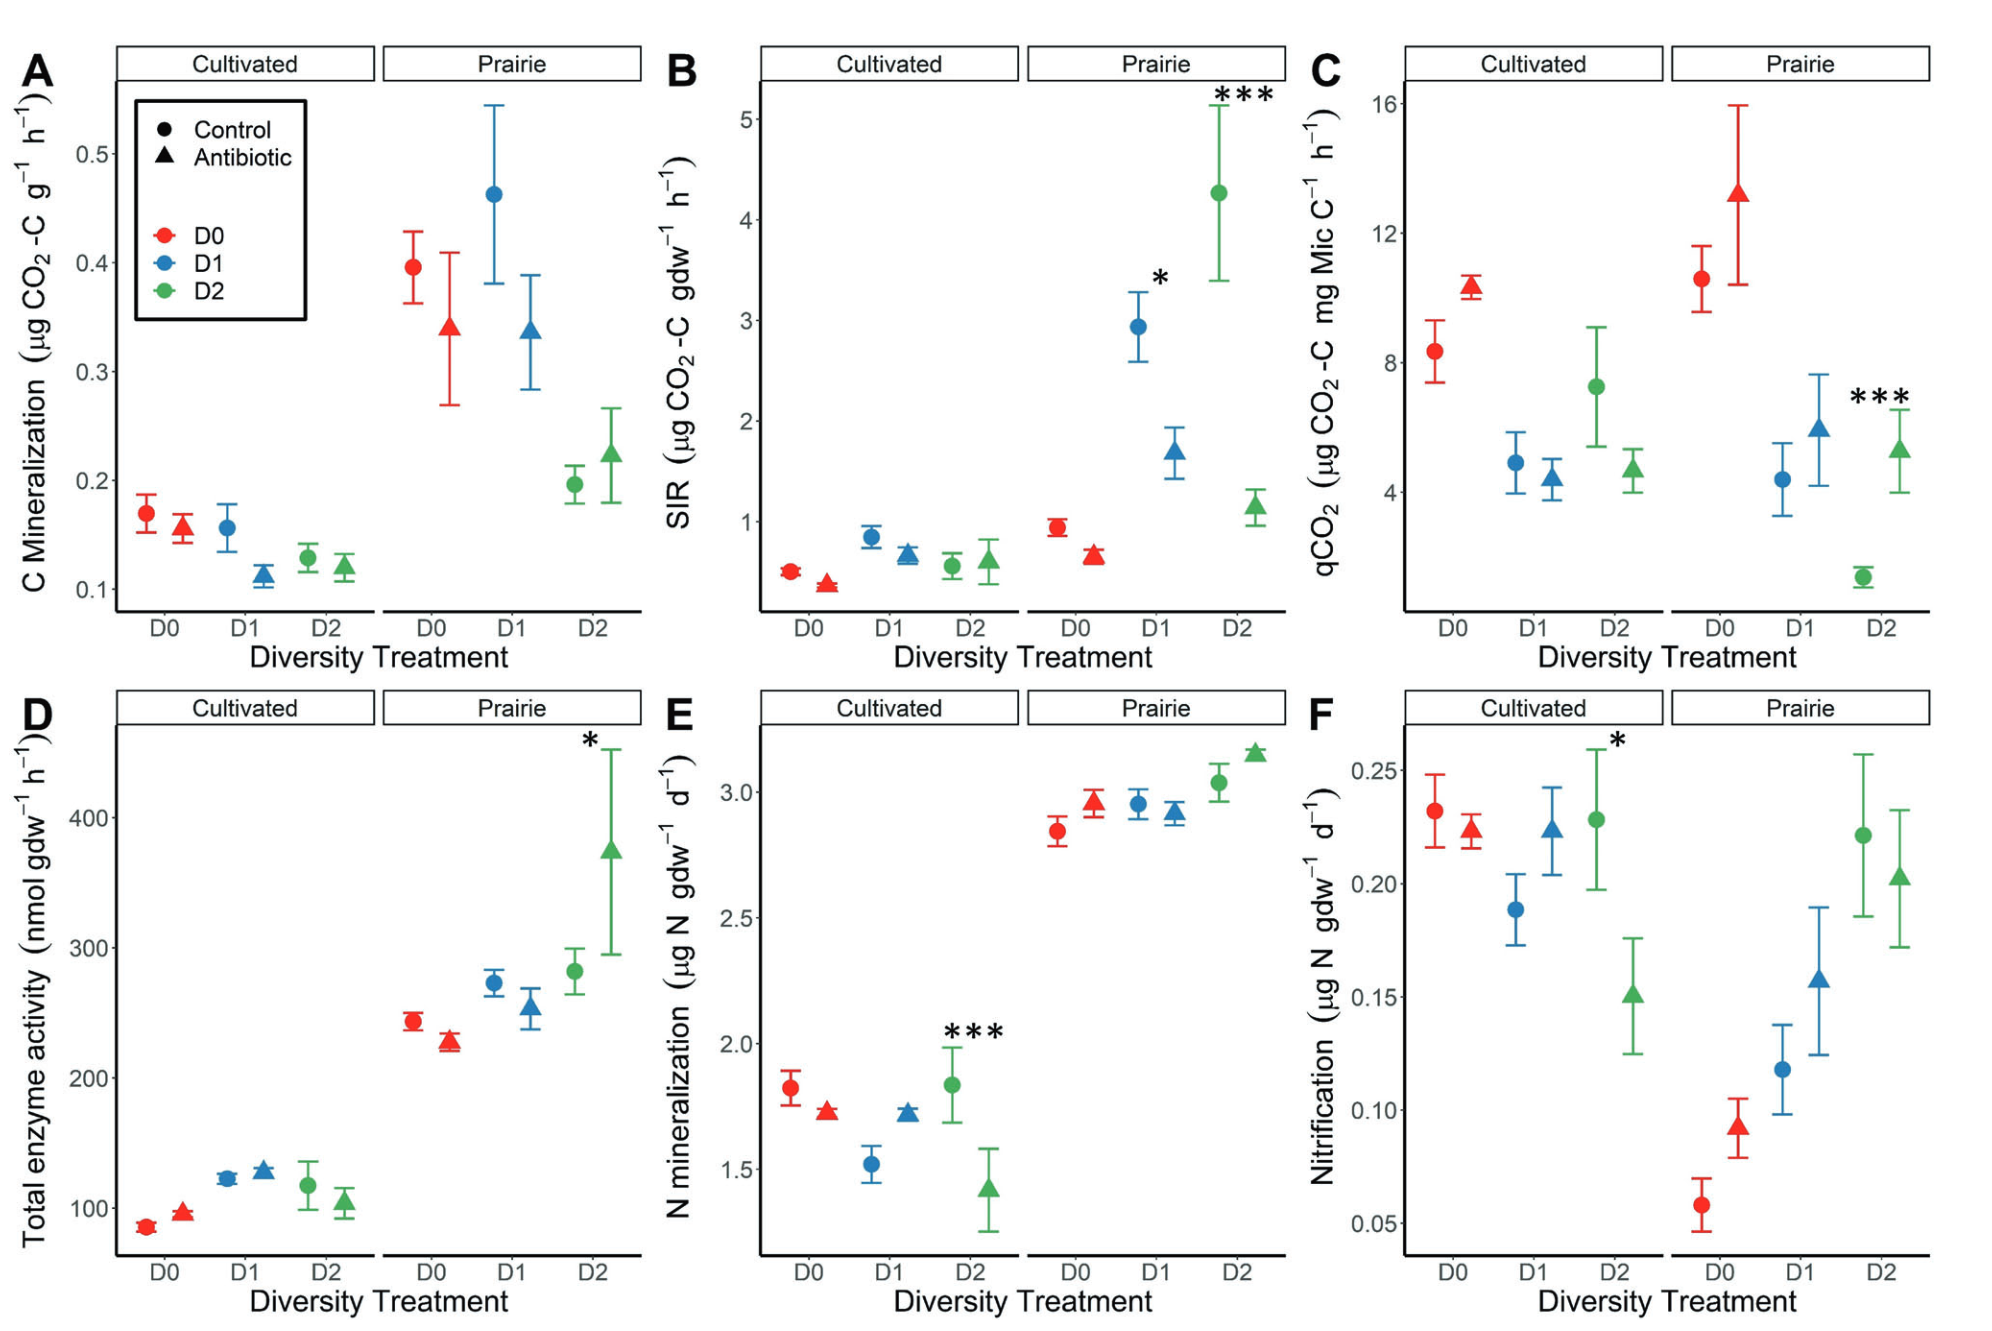 A
Cultivated
Prairie
C Mineralization (µg CO2-C g−1 h−1)
0.5
0.4
0.3
0.2
0.1
Control
Antibiotic
D0
D1
D2
***
D0 D1 D2 D0 D1 D2
Diversity Treatment
B
Cultivated
Prairie
SIR (µg CO2-C gdw−1 h−1)
5
4
3
2
1
*
***
D0 D1 D2 D0 D1 D2
Diversity Treatment
C
Cultivated
Prairie
qCO2 (µg CO2-C mg Mic C−1 h−1)
16
12
8
4
***
D0 D1 D2 D0 D1 D2
Diversity Treatment
D
Cultivated
Prairie
Total enzyme activity (nmol gdw−1 h−1)
400
300
200
100
*
D0 D1 D2 D0 D1 D2
Diversity Treatment
E
Cultivated
Prairie
N mineralization (µg N gdw−1 d−1)
3.0
2.5
2.0
1.5
***
D0 D1 D2 D0 D1 D2
Diversity Treatment
F
Cultivated
Prairie
Nitrification (µg N gdw−1 d−1)
0.25
0.20
0.15
0.10
0.05
*
D0 D1 D2 D0 D1 D2
Diversity Treatment